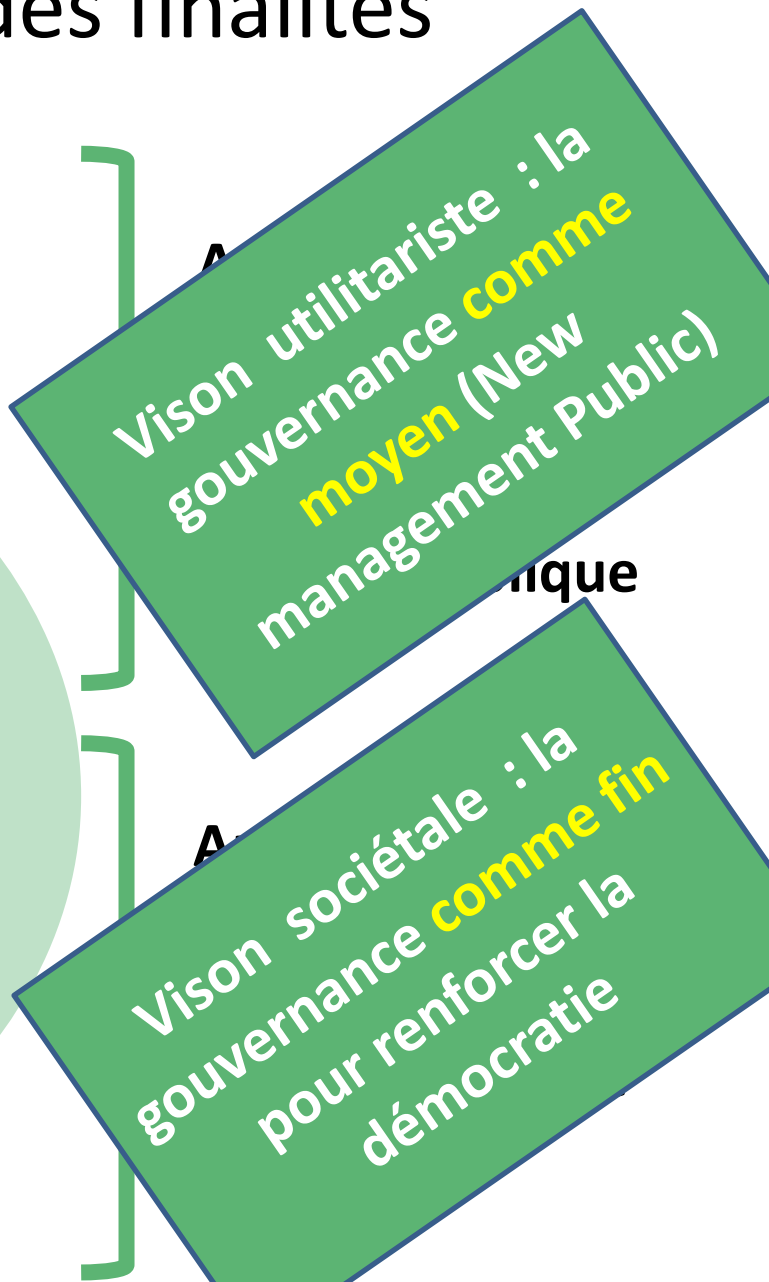 des finalités
Vison utilitariste : la
gouvernance comme
moyen (New
management Public)
Vison sociétale : la
gouvernance comme fin
pour renforcer la
démocratie